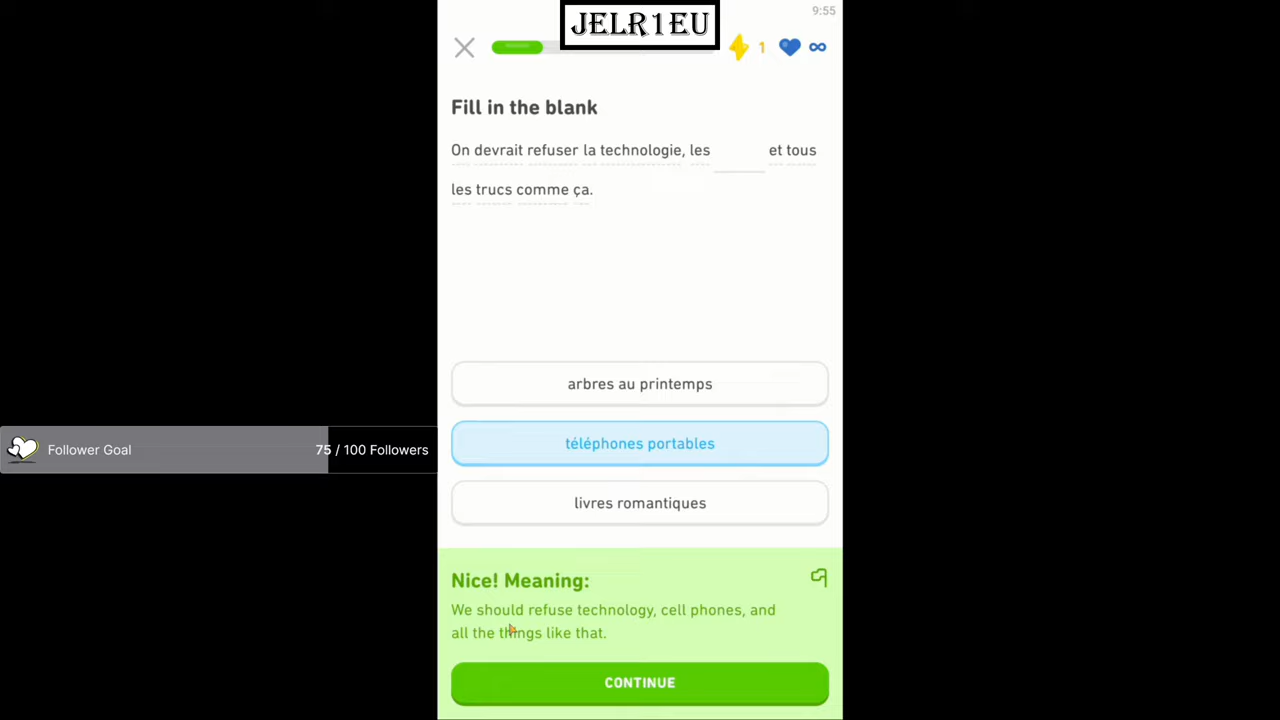 9:55
JELR1EU
1
∞
Fill in the blank
On devrait refuser la technologie, les et tous
les trucs comme ça.
arbres au printemps
téléphones portables
Follower Goal 75 / 100 Followers
livres romantiques
Nice! Meaning:
We should refuse technology, cell phones, and
all the things like that.
CONTINUE